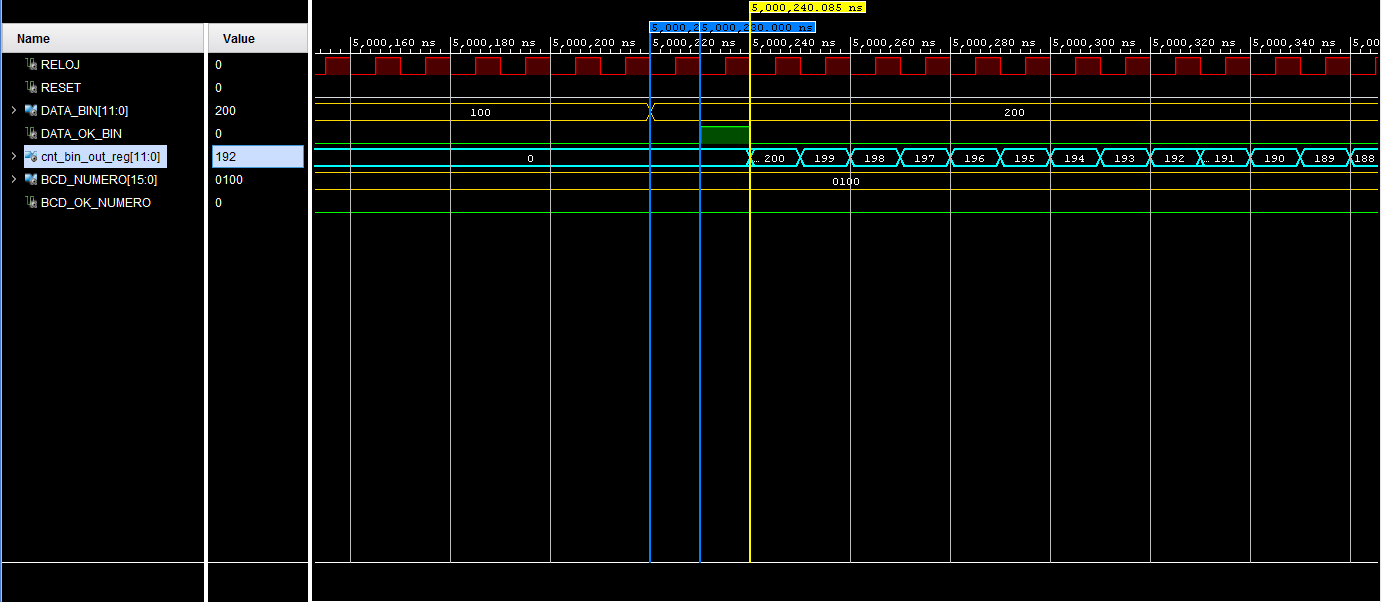 5,000,240.085 ns
5,000,230.000 ns
Name Value
5,000,160 ns 5,000,180 ns 5,000,200 ns 5,000,220 ns 5,000,240 ns 5,000,260 ns 5,000,280 ns 5,000,300 ns 5,000,320 ns 5,000,340 ns 5,00
RELOJ 0
RESET 0
DATA_BIN[11:0] 200 100 200
DATA_OK_BIN 0
cnt_bin_out_reg[11:0] 192 0 … 200 199 198 197 196 195 194 193 192 … 191 190 189 188
BCD_NUMERO[15:0] 0100 0100
BCD_OK_NUMERO 0